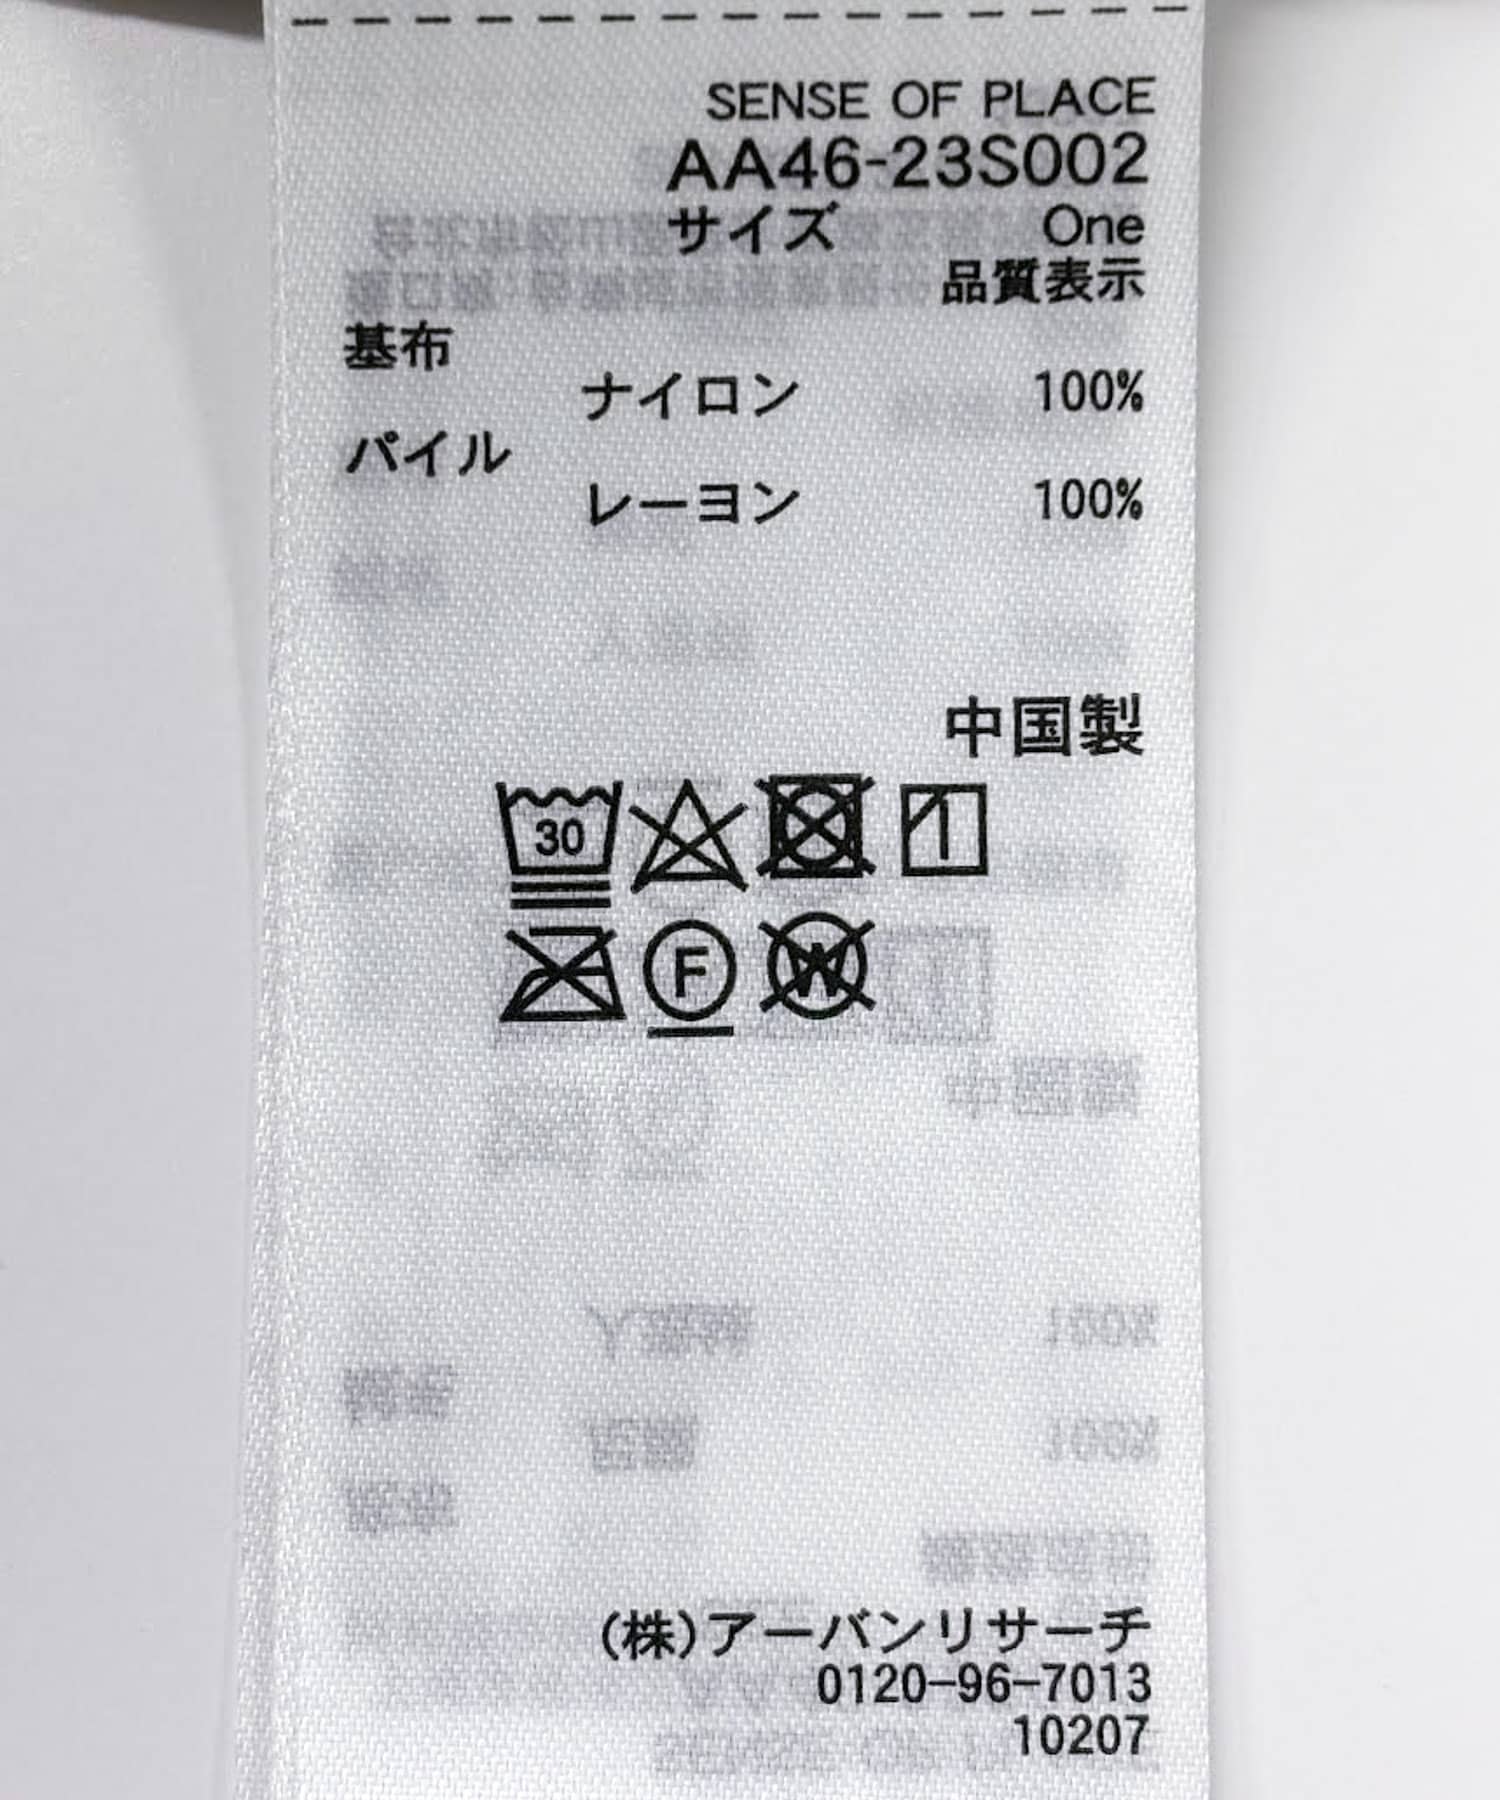 SENSE OF PLACE
AA46-23S002
サイズ One
品質表示
基布
ナイロン 100%
パイル
レーヨン 100%
中国製
30
F
W
(株)アーバンリサーチ
0120-96-7013
10207